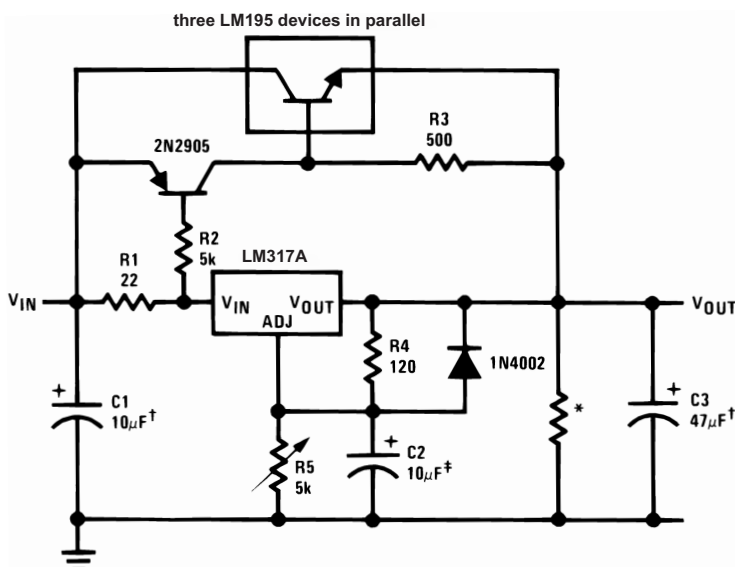 three LM195 devices in parallel
2N2905
R3
500
R2
5k
LM317A
R1
22
VIN
VIN
VOUT
ADJ
VOUT
R4
120
1N4002
+
C1
10μF†
R5
5k
+
C2
10μF‡
*
+
C3
47μF†